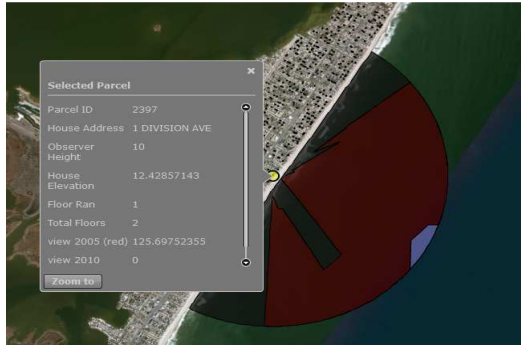 Selected Parcel
Parcel ID 2397
House Address 1 DIVISION AVE
Observer
Height 10
House
Elevation 12.42857143
Floor Ran 1
Total Floors 2
view 2005 (red) 125.69752355
view 2010 0
Zoom to